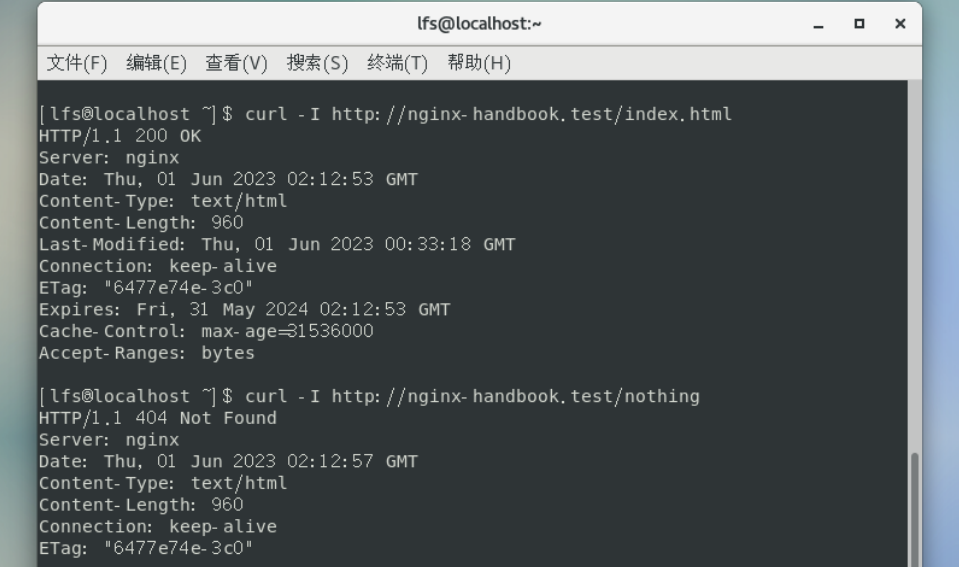 lfs@localhost:~
文件(F) 编辑(E) 查看(V) 搜索(S) 终端(T) 帮助(H)
[lfs@localhost ~]$ curl -I http://nginx-handbook.test/index.html
HTTP/1.1 200 OK
Server: nginx
Date: Thu, 01 Jun 2023 02:12:53 GMT
Content-Type: text/html
Content-Length: 960
Last-Modified: Thu, 01 Jun 2023 00:33:18 GMT
Connection: keep-alive
ETag: "6477e74e-3c0"
Expires: Fri, 31 May 2024 02:12:53 GMT
Cache-Control: max-age=31536000
Accept-Ranges: bytes
[lfs@localhost ~]$ curl -I http://nginx-handbook.test/nothing
HTTP/1.1 404 Not Found
Server: nginx
Date: Thu, 01 Jun 2023 02:12:57 GMT
Content-Type: text/html
Content-Length: 960
Connection: keep-alive
ETag: "6477e74e-3c0"